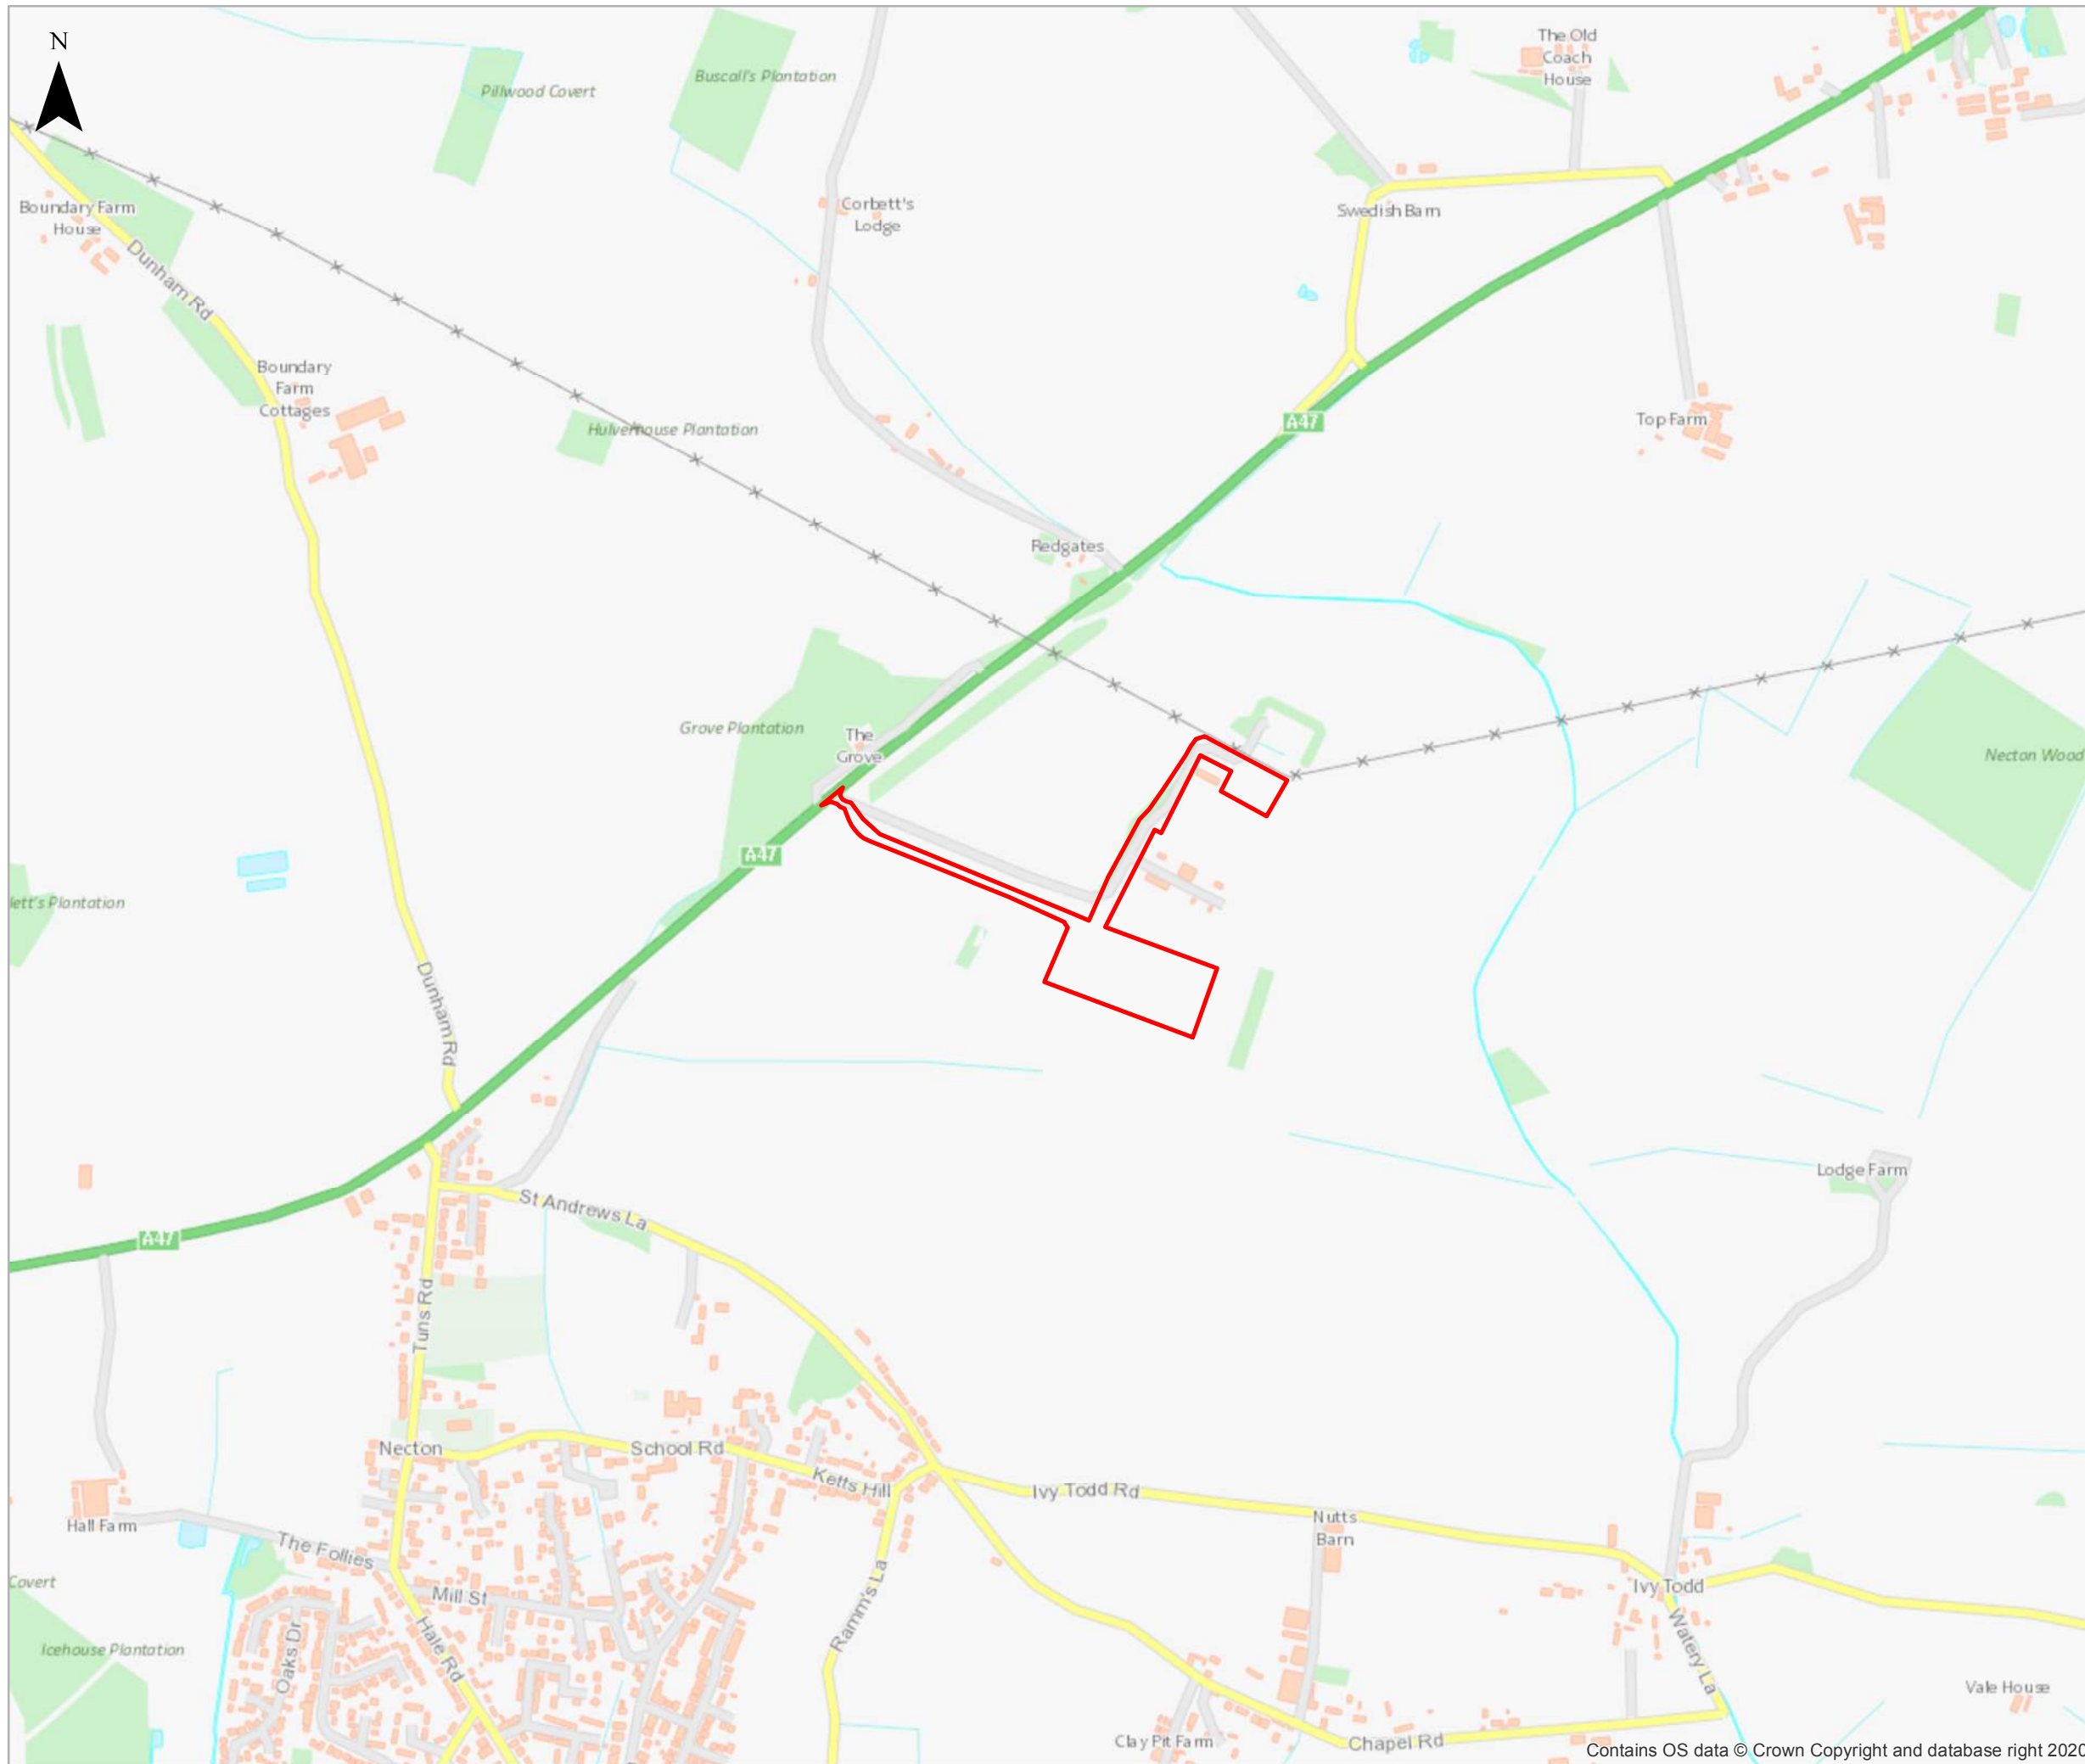 N
Pillwood Covert
Buscall's Plantation
The Old
Coach
House
Boundary Farm
House
Corbett's
Lodge
Swedish Barn
Dunham Rd
Boundary
Farm
Cottages
Hulverhouse Plantation
A47
Top Farm
Redgates
Grove Plantation
The
Grove
Necton Wood
A47
lett's Plantation
Dunham Rd
Lodge Farm
St Andrews La
A47
Tuns Rd
Necton
School Rd
Ketts Hill
Ivy Todd Rd
Nutts
Barn
Hall Farm
The Follies
Covert
Mill St
Ivy Todd
Ramm's La
Hale Rd
Oaks Dr
Icehouse Plantation
Watery La
Vale House
Clay Pit Farm
Chapel Rd
Contains OS data © Crown Copyright and database right 2020